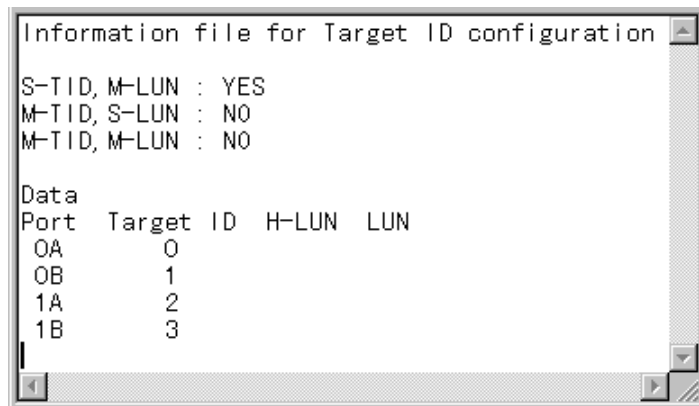 Information file for Target ID configuration
S-TID, M-LUN : YES
M-TID, S-LUN : NO
M-TID, M-LUN : NO
Data
Port Target ID H-LUN LUN
0A 0
0B 1
1A 2
1B 3